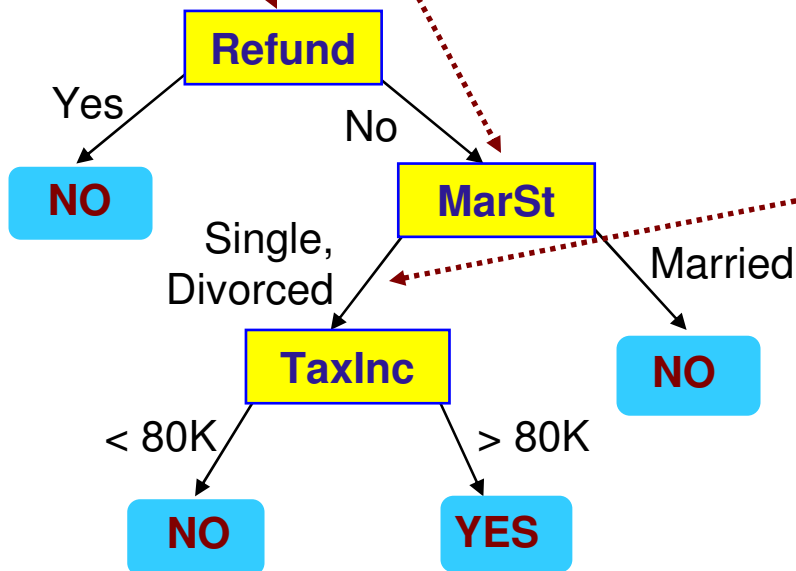 Refund
Yes
No
NO
MarSt
Single,
Divorced
Married
TaxInc
NO
< 80K
> 80K
NO
YES